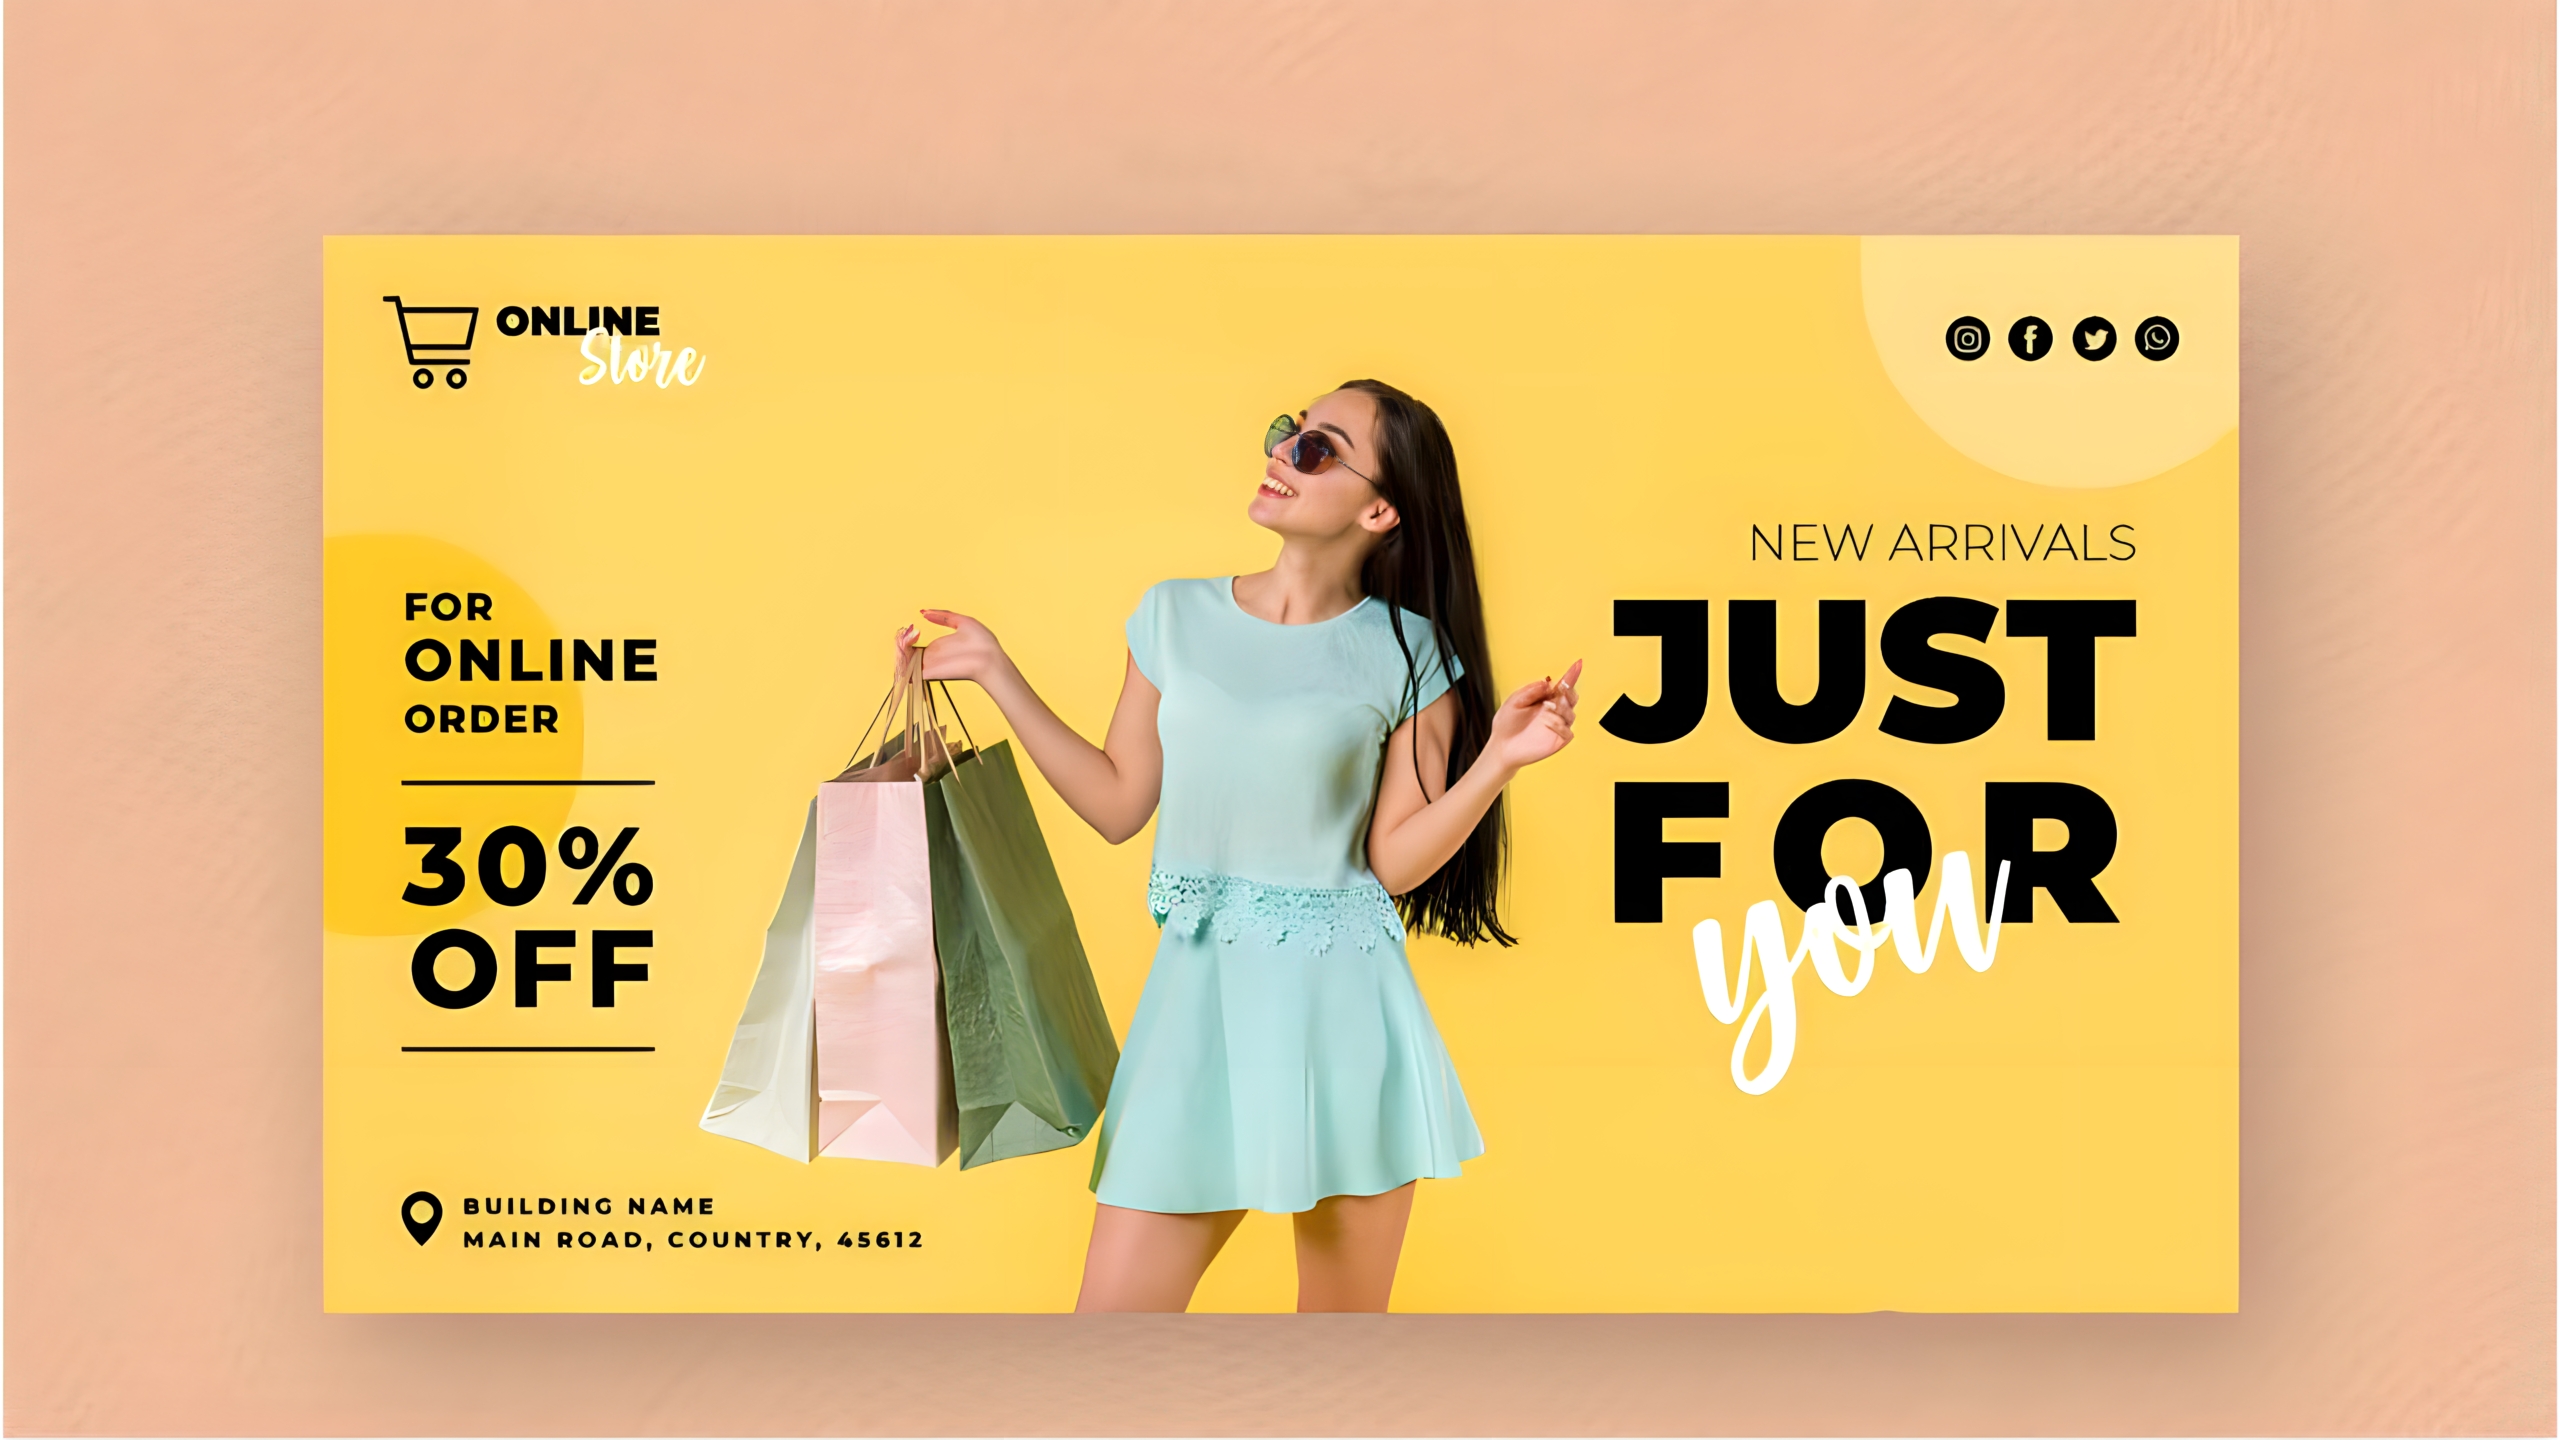 ONLINE
Store
FOR
ONLINE
ORDER
30%
OFF
BUILDING NAME
MAIN ROAD, COUNTRY, 45612
NEW ARRIVALS
JUST
FOR
you